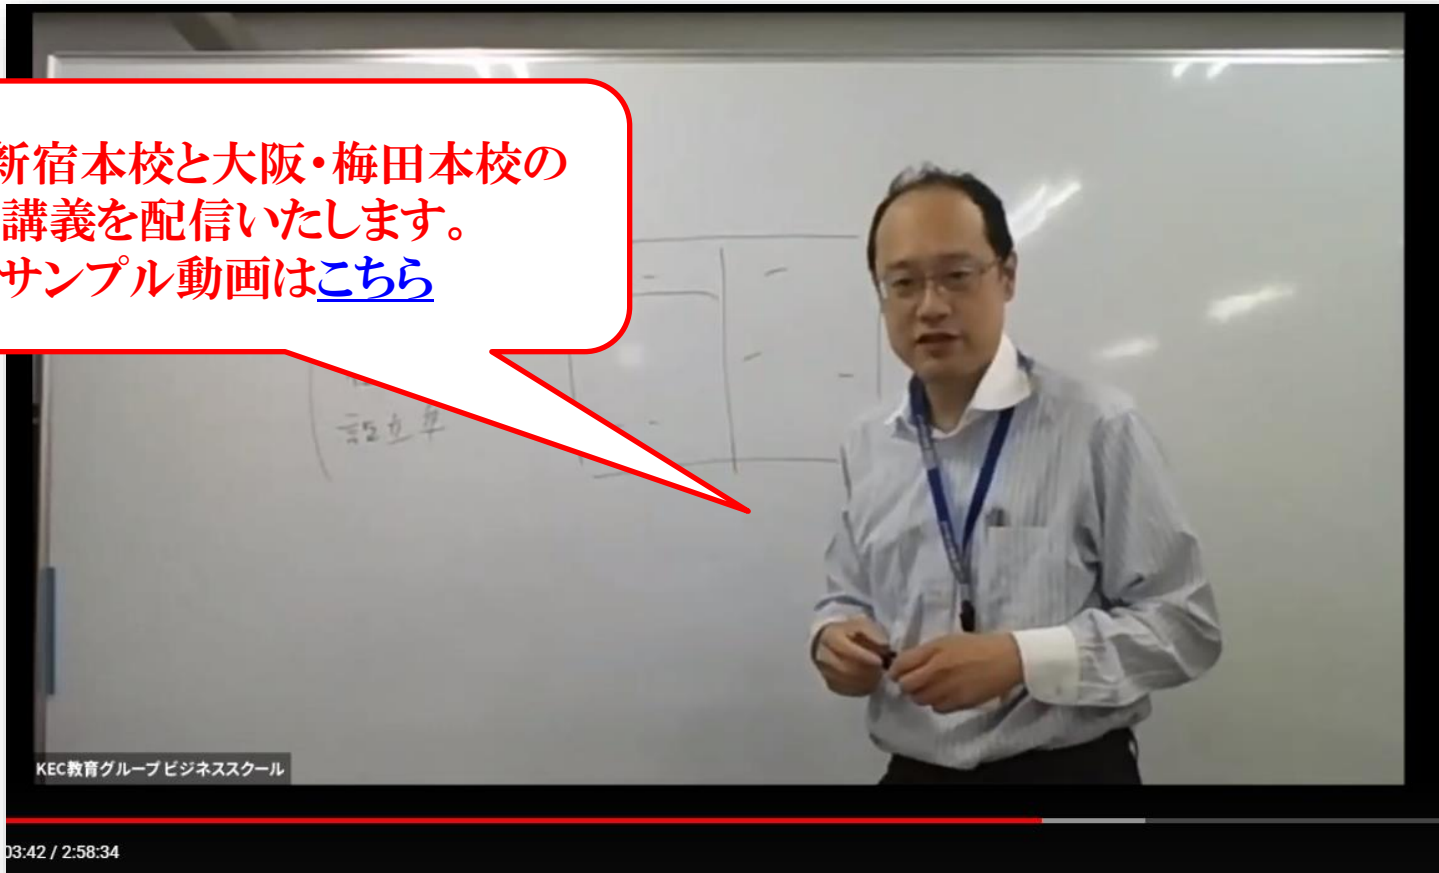 新宿本校と大阪・梅田本校の
講義を配信いたします。
サンプル動画はこちら
KEC教育グループ ビジネススクール
03:42 / 2:58:34